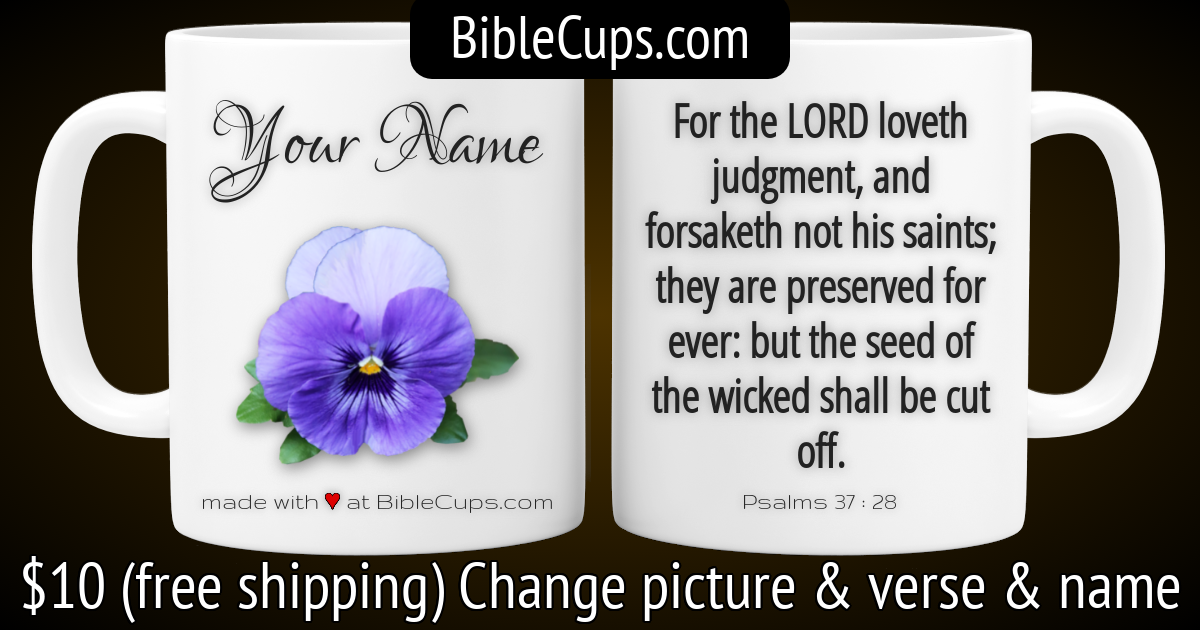 BibleCups.com
Your Name
made with ♥ at BibleCups.com
For the LORD loveth
judgment, and
forsaketh not his saints;
they are preserved for
ever: but the seed of
the wicked shall be cut
off.
Psalms 37 : 28
$10 (free shipping) Change picture & verse & name